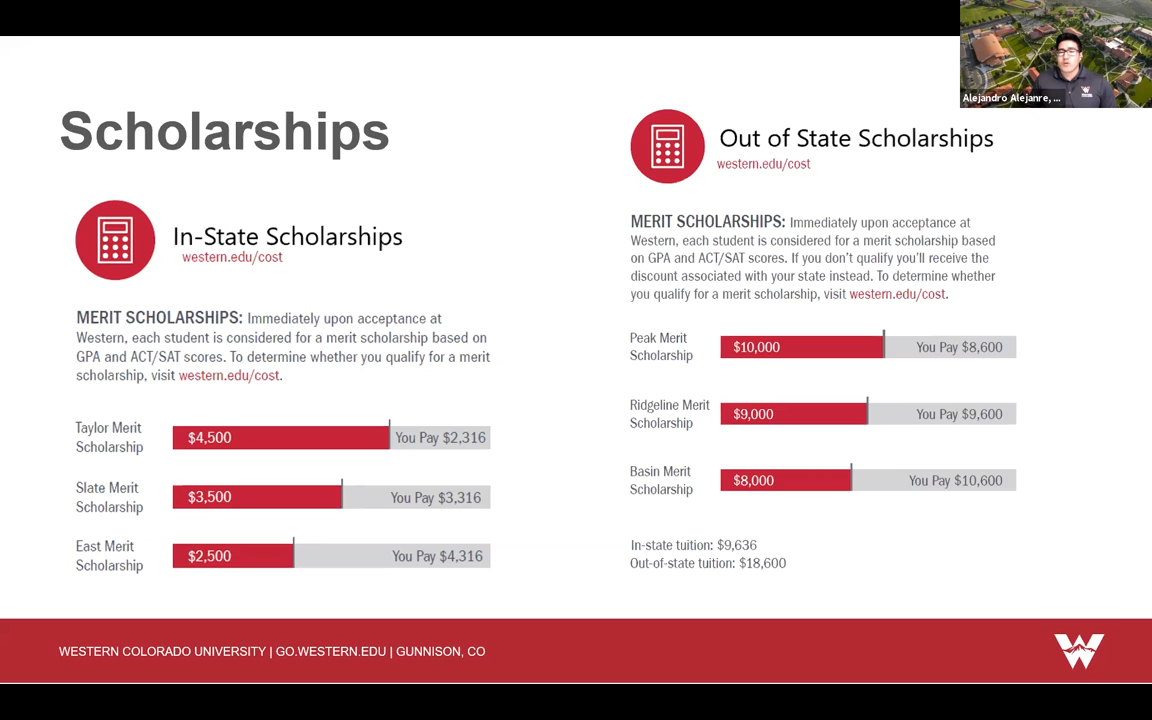 Scholarships
In-State Scholarships
western.edu/cost
MERIT SCHOLARSHIPS: Immediately upon acceptance at
Western, each student is considered for a merit scholarship based on
GPA and ACT/SAT scores. To determine whether you qualify for a merit
scholarship, visit western.edu/cost.
Taylor Merit
Scholarship
$4,500
You Pay $2,316
Slate Merit
Scholarship
$3,500
You Pay $3,316
East Merit
Scholarship
$2,500
You Pay $4,316
Out of State Scholarships
western.edu/cost
MERIT SCHOLARSHIPS: Immediately upon acceptance at
Western, each student is considered for a merit scholarship based
on GPA and ACT/SAT scores. If you don't qualify you'll receive the
discount associated with your state instead. To determine whether
you qualify for a merit scholarship, visit western.edu/cost.
Peak Merit
Scholarship
$10,000
You Pay $8,600
Ridgeline Merit
Scholarship
$9,000
You Pay $9,600
Basin Merit
Scholarship
$8,000
You Pay $10,600
In-state tuition: $9,636
Out-of-state tuition: $18,600
Alejandro Alejanre, ...
WESTERN COLORADO UNIVERSITY | GO.WESTERN.EDU | GUNNISON, CO
W